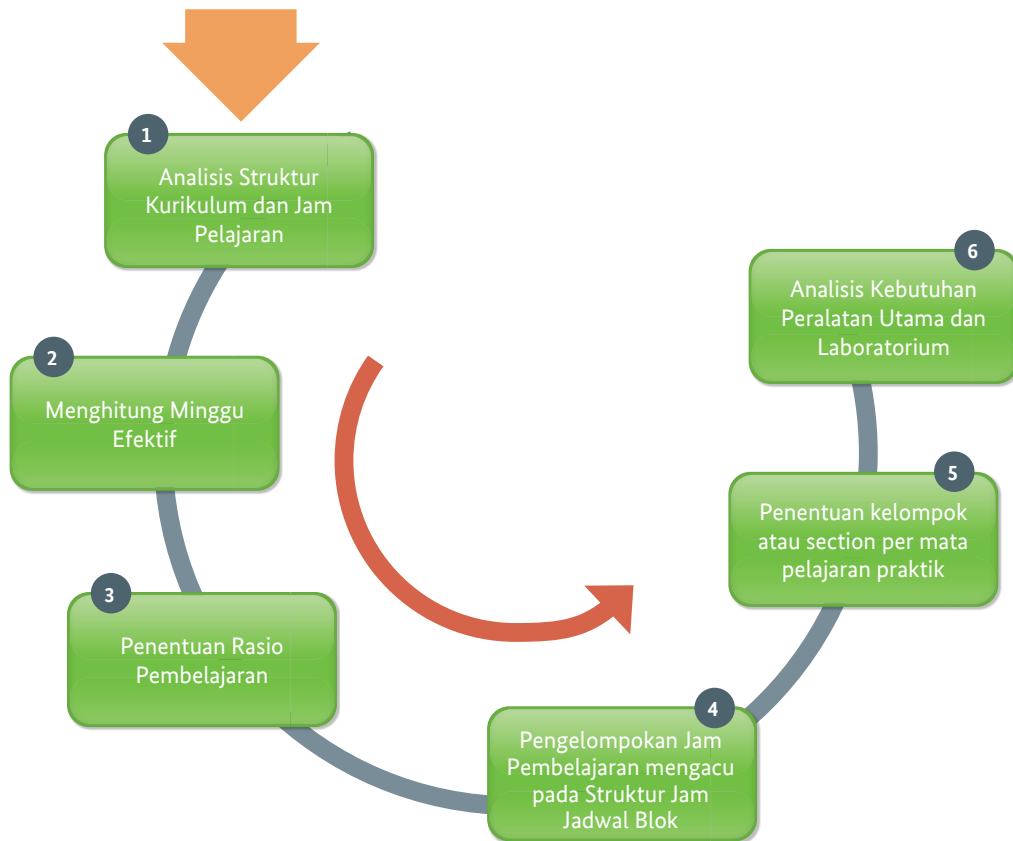 1
Analisis Struktur
Kurikulum dan Jam
Pelajaran
2
Menghitung Minggu
Efektif
3
Penentuan Rasio
Pembelajaran
4
Pengelompokan Jam
Pembelajaran mengacu
pada Struktur Jam
Jadwal Blok
5
Penentuan kelompok
atau section per mata
pelajaran praktik
6
Analisis Kebutuhan
Peralatan Utama dan
Laboratorium